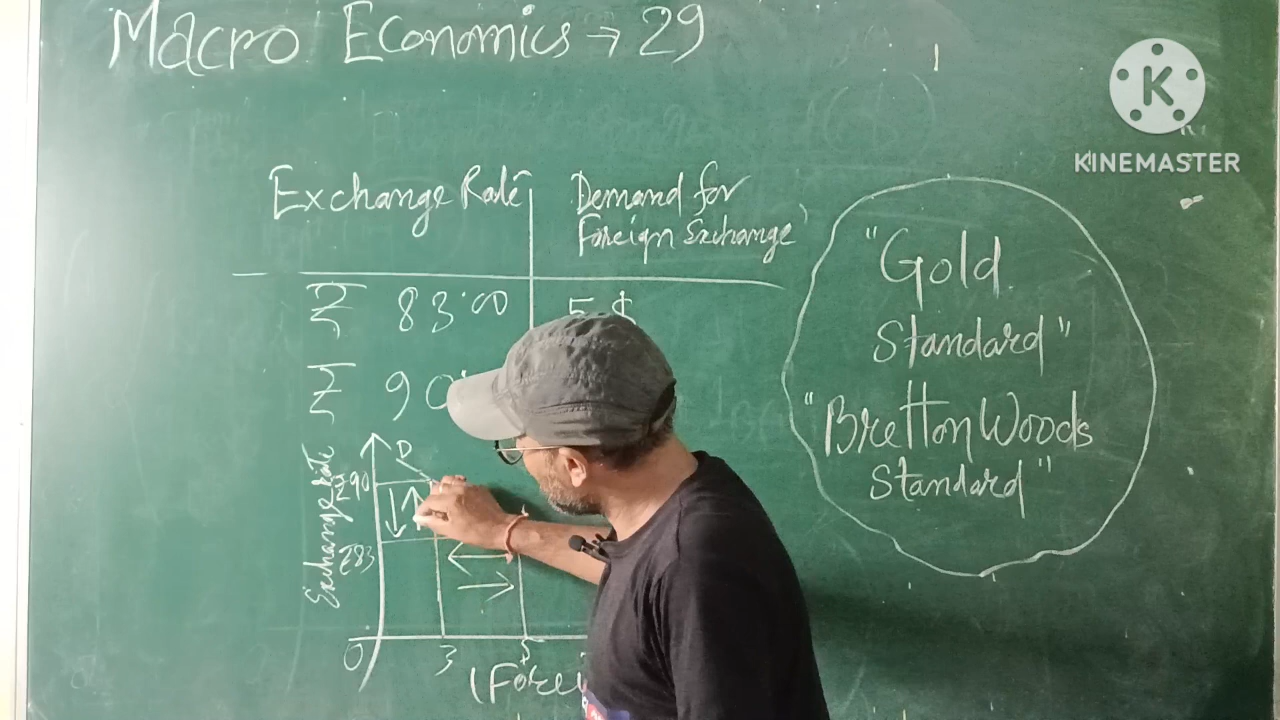 Macro Economics → 29
K
KINEMASTER
Exchange Rate
Demand for
Foreign Exchange
₹ 83.00
5 $
₹ 90
"Gold
Standard"
"Bretton Woods
Standard"
Exchange Rate
D
₹90
₹83
0
3
5